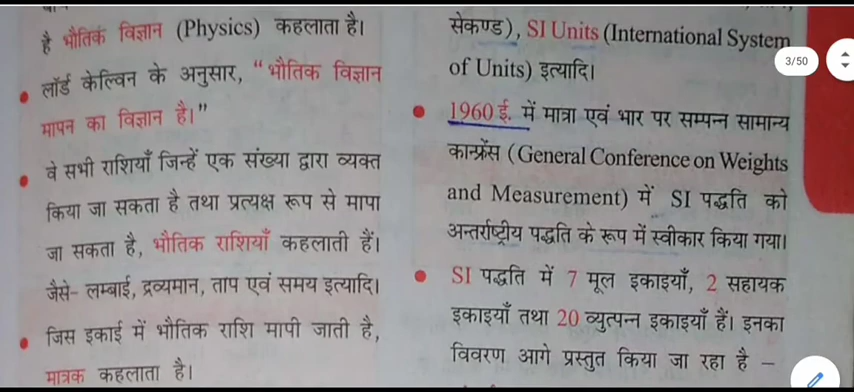 है भौतिक विज्ञान (Physics) कहलाता है।
लॉर्ड केल्विन के अनुसार, “भौतिक विज्ञान
मापन का विज्ञान है।”
वे सभी राशियाँ जिन्हें एक संख्या द्वारा व्यक्त
किया जा सकता है तथा प्रत्यक्ष रूप से मापा
जा सकता है, भौतिक राशियाँ कहलाती हैं।
जैसे- लम्बाई, द्रव्यमान, ताप एवं समय इत्यादि।
जिस इकाई में भौतिक राशि मापी जाती है,
मात्रक कहलाता है।
सेकण्ड), SI Units (International System
of Units) इत्यादि।
1960 ई. में मात्रा एवं भार पर सम्पन्न सामान्य
कान्फ्रेंस (General Conference on Weights
and Measurement) में SI पद्धति को
अन्तर्राष्ट्रीय पद्धति के रूप में स्वीकार किया गया।
SI पद्धति में 7 मूल इकाइयाँ, 2 सहायक
इकाइयाँ तथा 20 व्युत्पन्न इकाइयाँ हैं। इनका
विवरण आगे प्रस्तुत किया जा रहा है –
3/50